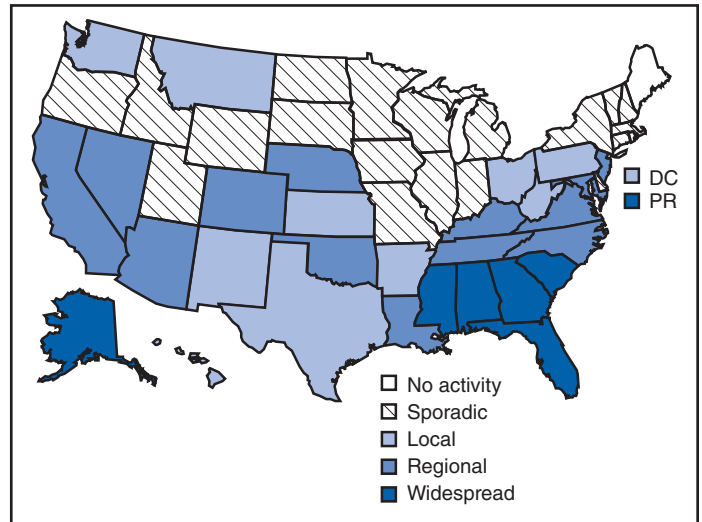 DC
PR
No activity
Sporadic
Local
Regional
Widespread